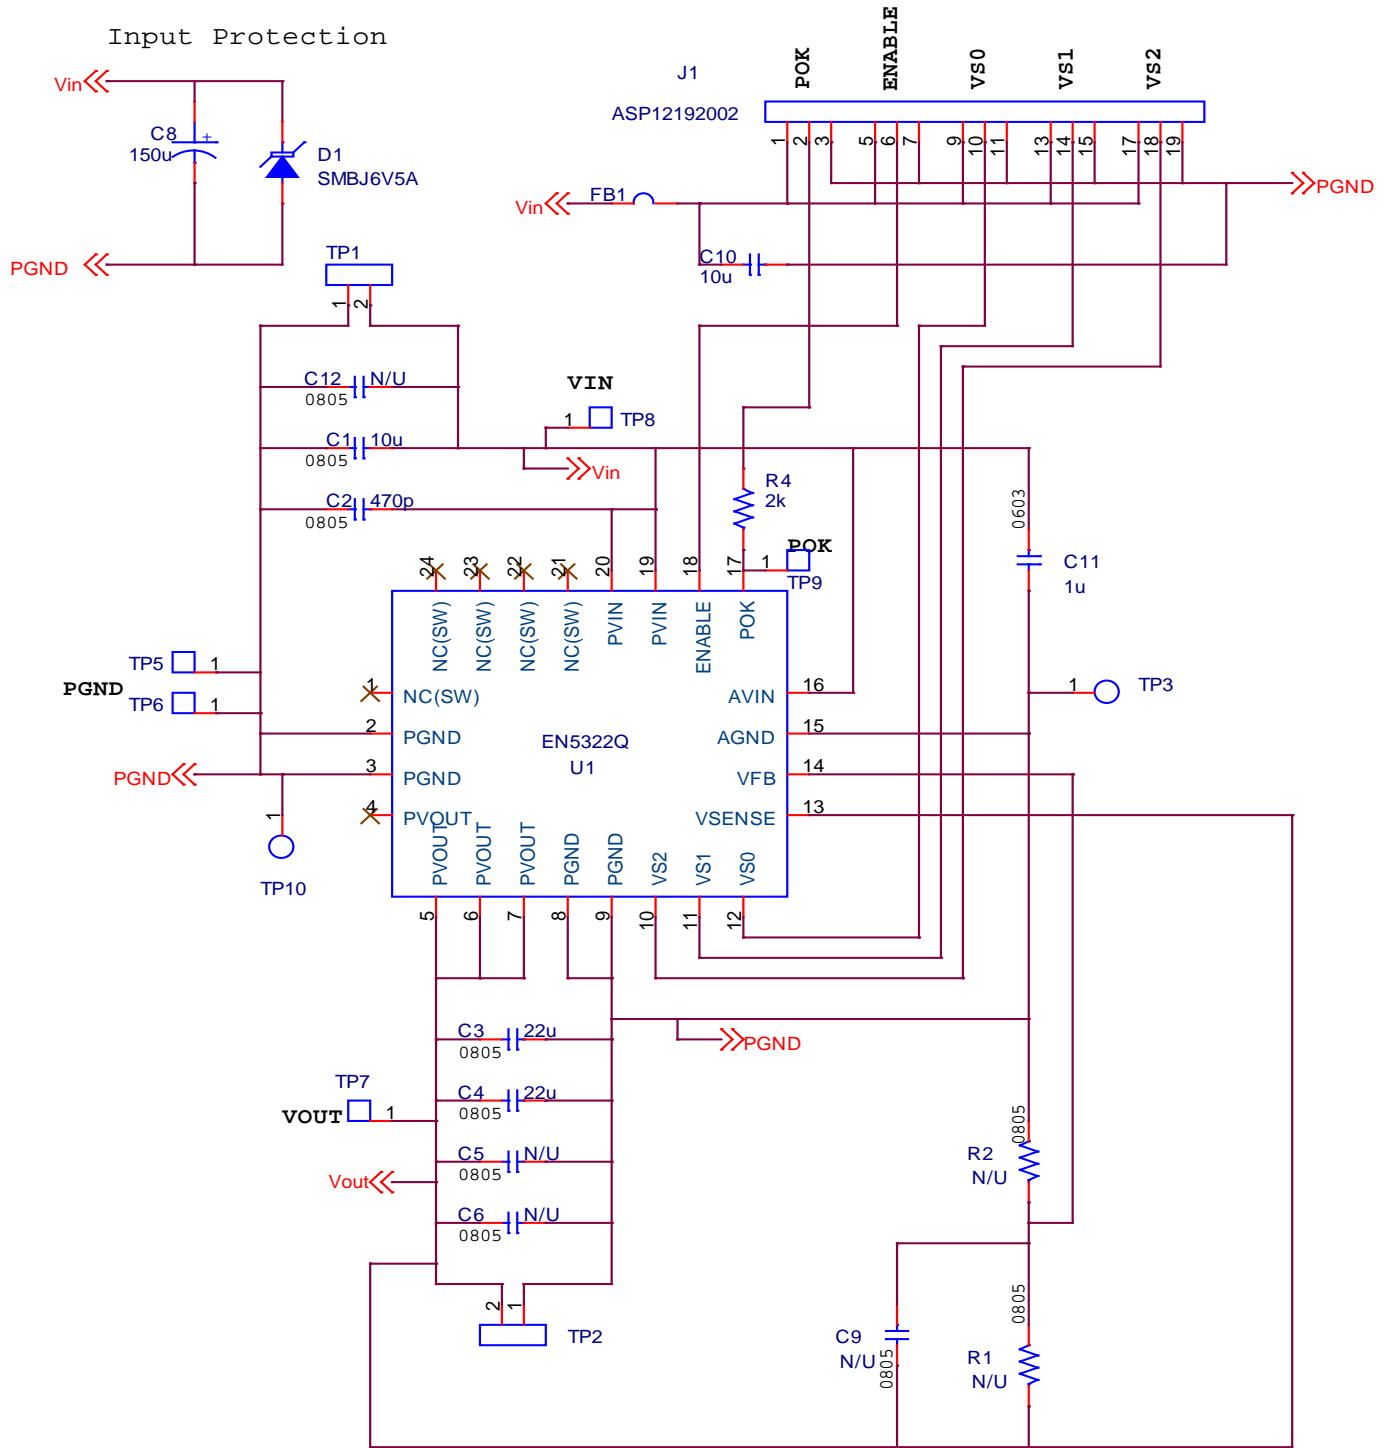 Input Protection
Vin
C8
150u
+
D1
SMBJ6V5A
PGND
J1
ASP12192002
POK
ENABLE
VS0
VS1
VS2
1
2
3
5
6
7
9
10
11
13
14
15
17
18
19
PGND
Vin
FB1
C10
10u
TP1
1
2
C12
N/U
0805
C1
10u
0805
C2
470p
0805
VIN
1
TP8
Vin
R4
2k
POK
1
TP9
0603
C11
1u
24
23
22
21
20
19
18
17
NC(SW)
NC(SW)
NC(SW)
NC(SW)
PVIN
PVIN
ENABLE
POK
TP5
1
PGND
TP6
1
PGND
1
TP10
1
NC(SW)
2
PGND
3
PGND
4
PVOUT
EN5322Q
U1
AVIN
16
AGND
15
VFB
14
VSENSE
13
1
TP3
PVOUT
PVOUT
PVOUT
PGND
PGND
VS2
VS1
VS0
5
6
7
8
9
10
11
12
C3
22u
0805
PGND
C4
22u
0805
TP7
VOUT
1
C5
N/U
0805
Vout
C6
N/U
0805
2
1
TP2
0805
R2
N/U
0805
C9
N/U
0805
R1
N/U